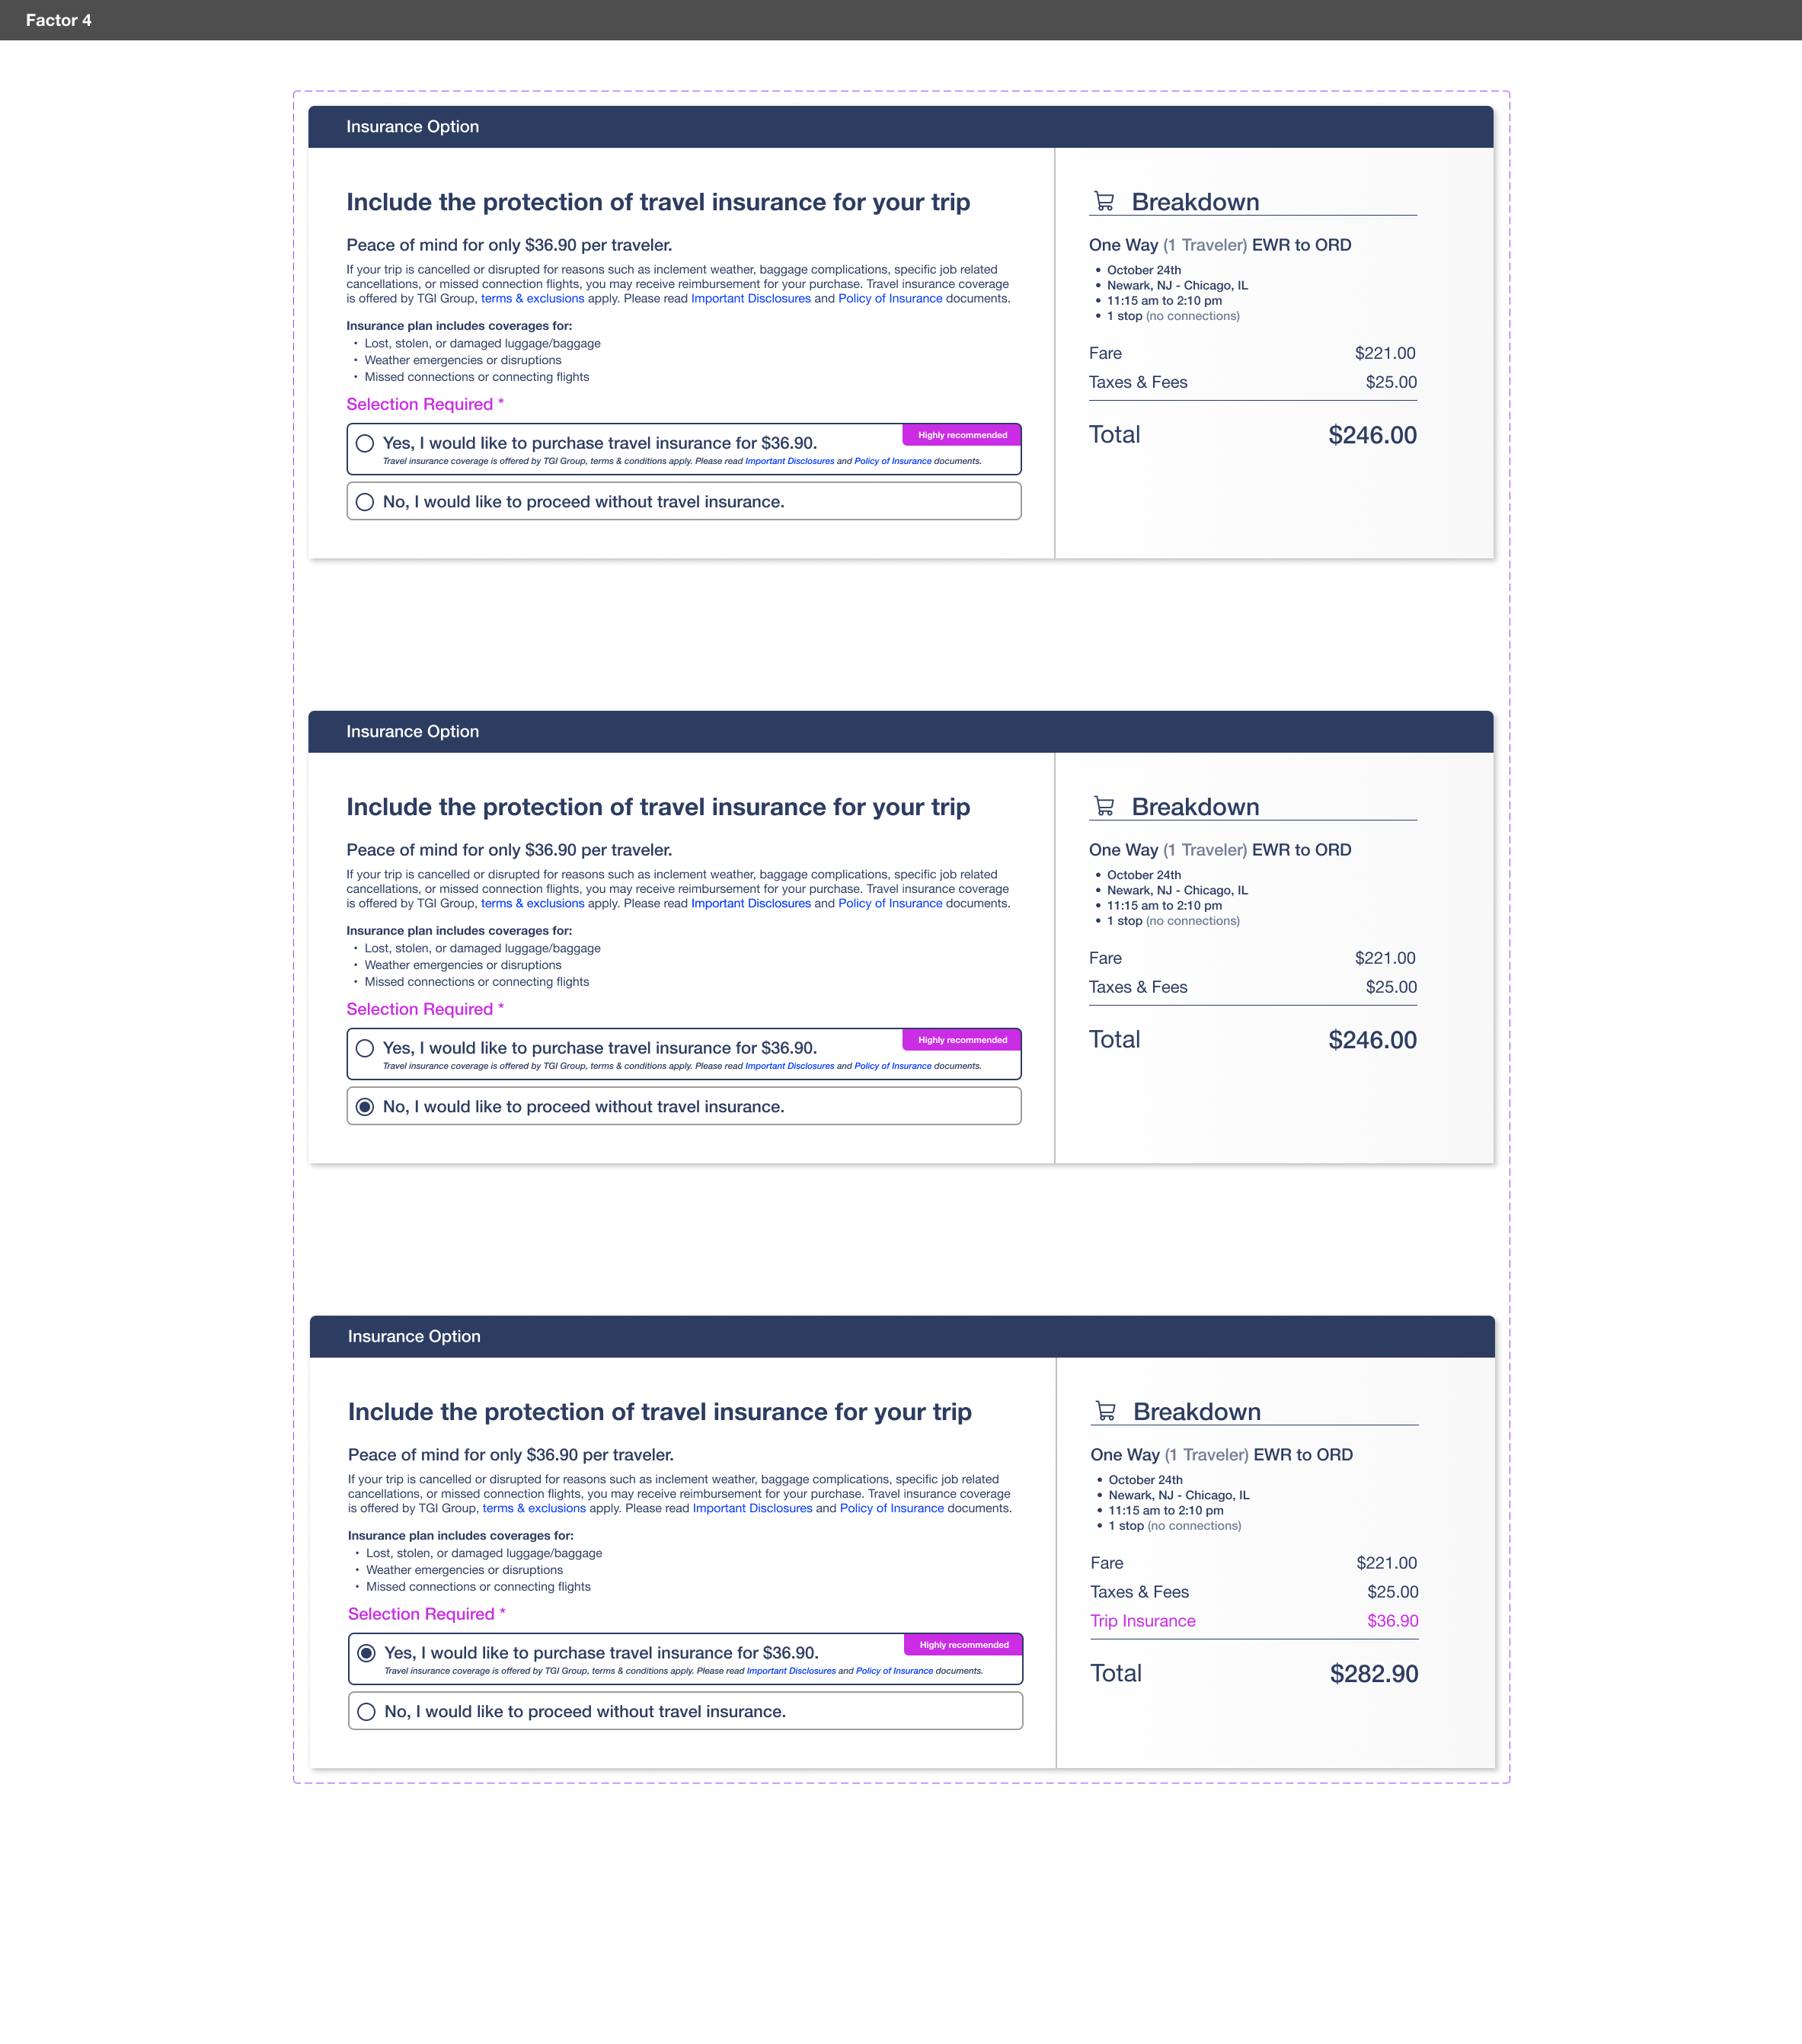 Factor 4
Insurance Option
Include the protection of travel insurance for your trip
Peace of mind for only $36.90 per traveler.
If your trip is cancelled or disrupted for reasons such as inclement weather, baggage complications, specific job related
cancellations, or missed connection flights, you may receive reimbursement for your purchase. Travel insurance coverage
is offered by TGI Group, terms & exclusions apply. Please read Important Disclosures and Policy of Insurance documents.
Insurance plan includes coverages for:
• Lost, stolen, or damaged luggage/baggage
• Weather emergencies or disruptions
• Missed connections or connecting flights
Selection Required *
Yes, I would like to purchase travel insurance for $36.90.
Highly recommended
Travel insurance coverage is offered by TGI Group, terms & conditions apply. Please read Important Disclosures and Policy of Insurance documents.
No, I would like to proceed without travel insurance.
Breakdown
One Way (1 Traveler) EWR to ORD
• October 24th
• Newark, NJ - Chicago, IL
• 11:15 am to 2:10 pm
• 1 stop (no connections)
Fare $221.00
Taxes & Fees $25.00
Total $246.00
Insurance Option
Include the protection of travel insurance for your trip
Peace of mind for only $36.90 per traveler.
If your trip is cancelled or disrupted for reasons such as inclement weather, baggage complications, specific job related
cancellations, or missed connection flights, you may receive reimbursement for your purchase. Travel insurance coverage
is offered by TGI Group, terms & exclusions apply. Please read Important Disclosures and Policy of Insurance documents.
Insurance plan includes coverages for:
• Lost, stolen, or damaged luggage/baggage
• Weather emergencies or disruptions
• Missed connections or connecting flights
Selection Required *
Yes, I would like to purchase travel insurance for $36.90.
Highly recommended
Travel insurance coverage is offered by TGI Group, terms & conditions apply. Please read Important Disclosures and Policy of Insurance documents.
No, I would like to proceed without travel insurance.
Breakdown
One Way (1 Traveler) EWR to ORD
• October 24th
• Newark, NJ - Chicago, IL
• 11:15 am to 2:10 pm
• 1 stop (no connections)
Fare $221.00
Taxes & Fees $25.00
Total $246.00
Insurance Option
Include the protection of travel insurance for your trip
Peace of mind for only $36.90 per traveler.
If your trip is cancelled or disrupted for reasons such as inclement weather, baggage complications, specific job related
cancellations, or missed connection flights, you may receive reimbursement for your purchase. Travel insurance coverage
is offered by TGI Group, terms & exclusions apply. Please read Important Disclosures and Policy of Insurance documents.
Insurance plan includes coverages for:
• Lost, stolen, or damaged luggage/baggage
• Weather emergencies or disruptions
• Missed connections or connecting flights
Selection Required *
Yes, I would like to purchase travel insurance for $36.90.
Highly recommended
Travel insurance coverage is offered by TGI Group, terms & conditions apply. Please read Important Disclosures and Policy of Insurance documents.
No, I would like to proceed without travel insurance.
Breakdown
One Way (1 Traveler) EWR to ORD
• October 24th
• Newark, NJ - Chicago, IL
• 11:15 am to 2:10 pm
• 1 stop (no connections)
Fare $221.00
Taxes & Fees $25.00
Trip Insurance $36.90
Total $282.90